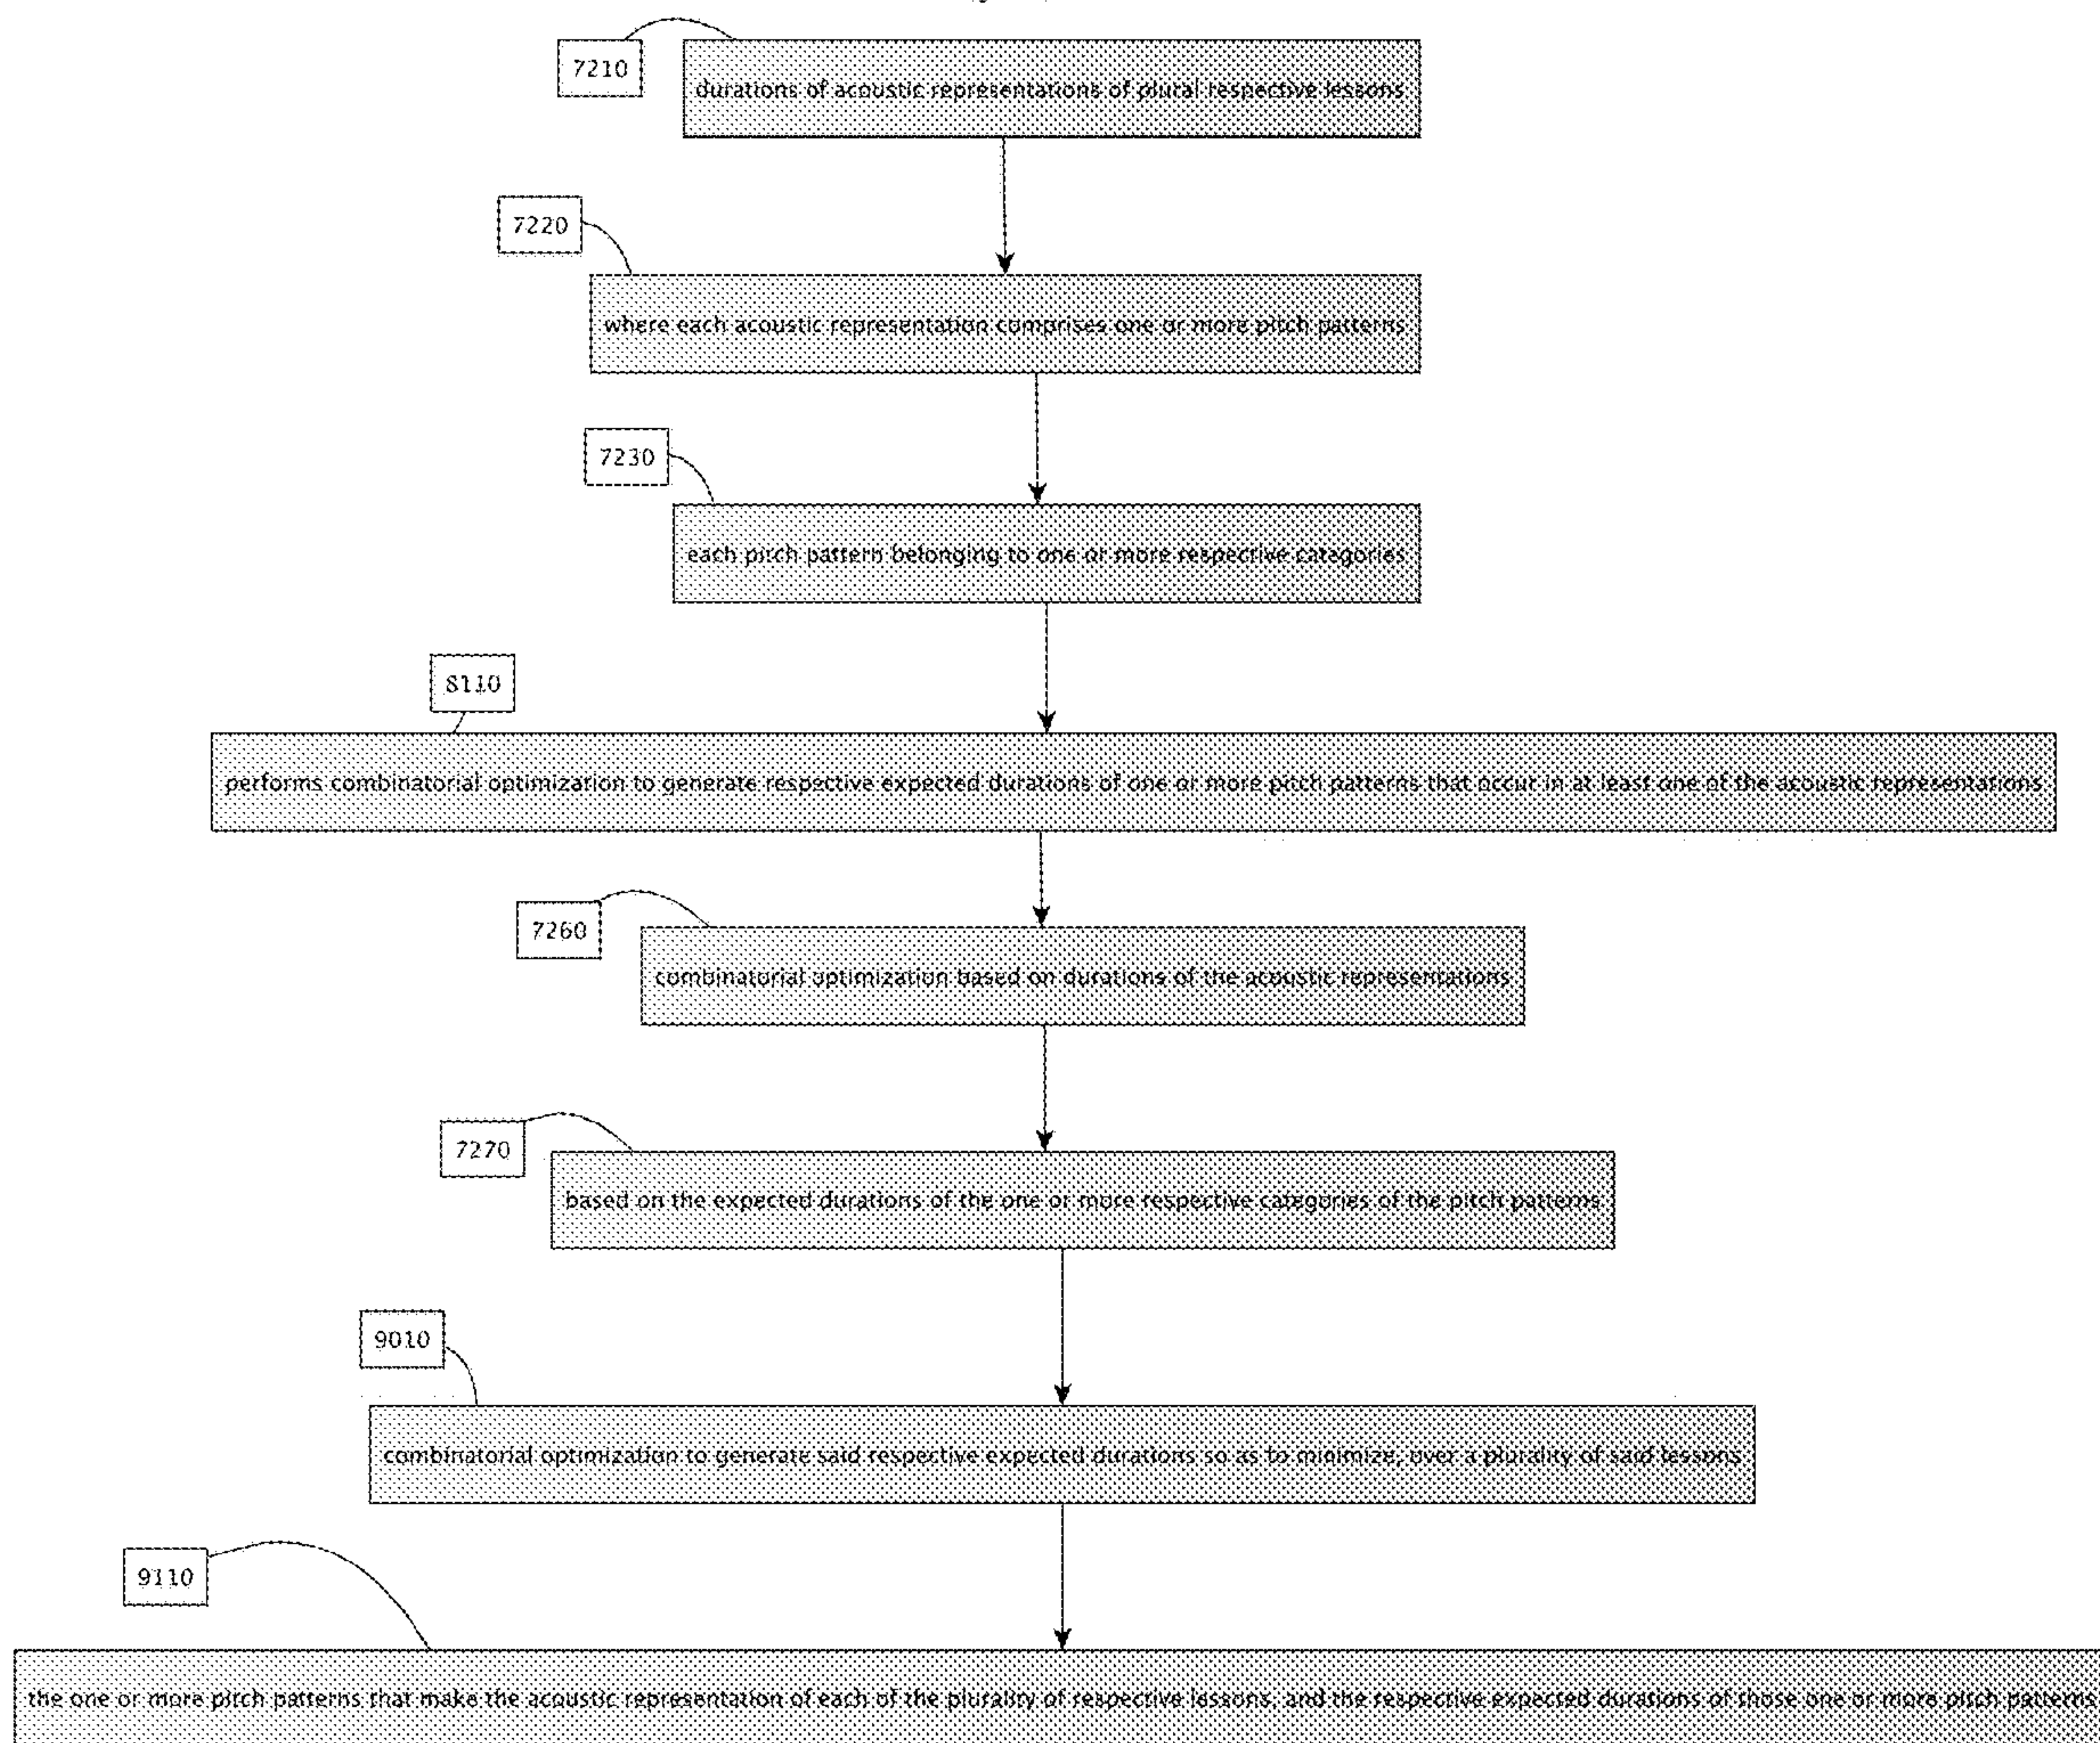 7210
durations of acoustic representations of plural respective lessons
7220
where each acoustic representation comprises one or more pitch patterns
7230
each pitch pattern belonging to one or more respective categories
8110
performs combinatorial optimization to generate respective expected durations of one or more pitch patterns that occur in at least one of the acoustic representations
7260
combinatorial optimization based on durations of the acoustic representations
7270
based on the expected durations of the one or more respective categories of the pitch patterns
9010
combinatorial optimization to generate said respective expected durations so as to minimize, over a plurality of said lessons
9110
the one or more pitch patterns that make the acoustic representation of each of the plurality of respective lessons, and the respective expected durations of those one or more pitch patterns